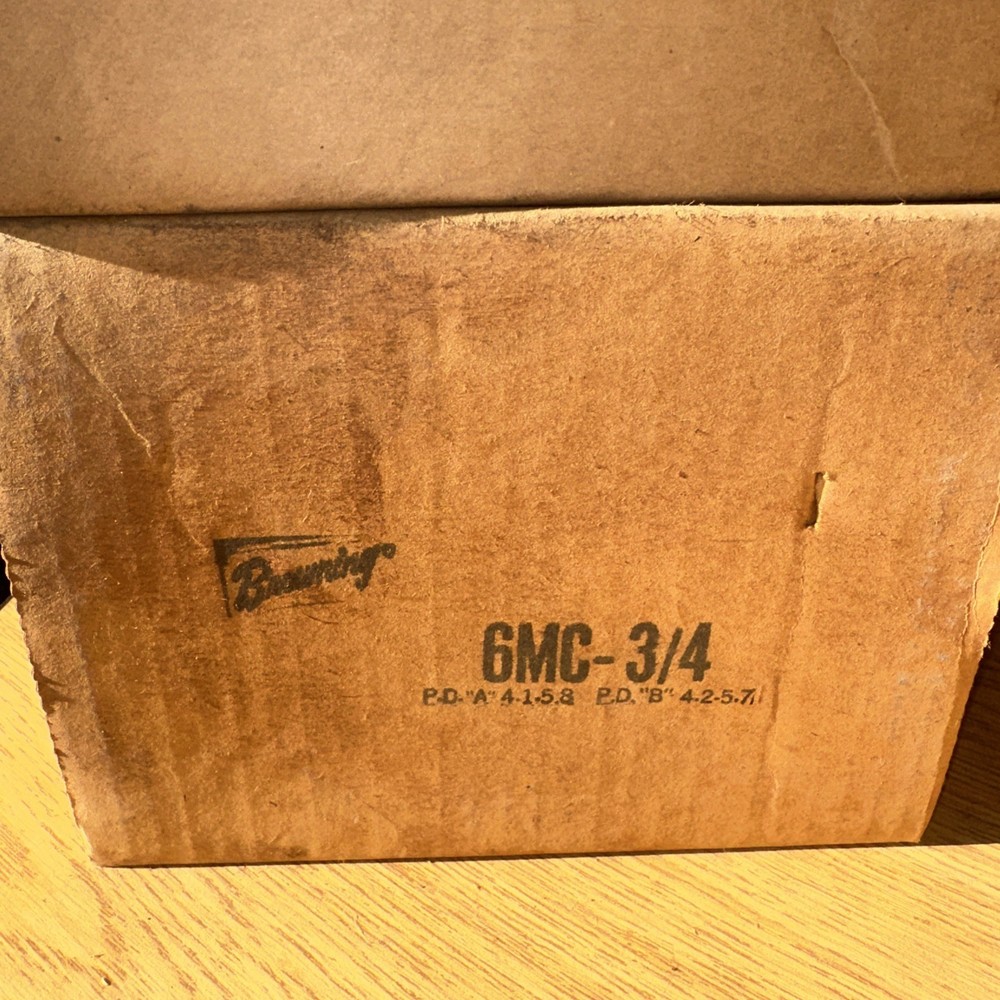 Browning®
6MC-3/4
P.D. "A" 4.1-5.8 P.D. "B" 4.2-5.7